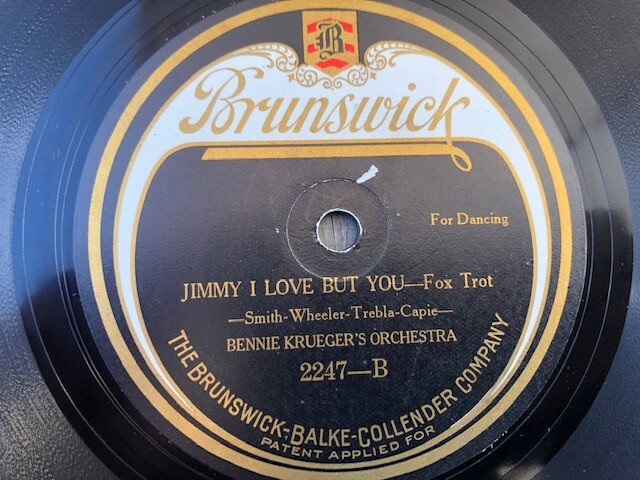 B
Brunswick
For Dancing
JIMMY I LOVE BUT YOU—Fox Trot
—Smith-Wheeler-Trebla-Capie—
BENNIE KRUEGER'S ORCHESTRA
2247—B
THE BRUNSWICK-BALKE-COLLENDER COMPANY
PATENT APPLIED FOR